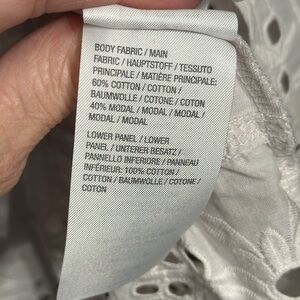 BODY FABRIC / MAIN
FABRIC / HAUPTSTOFF / TESSUTO
PRINCIPALE / MATIÈRE PRINCIPALE:
60% COTTON / COTTON /
BAUMWOLLE / COTONE / COTON
40% MODAL / MODAL / MODAL /
MODAL / MODAL
LOWER PANEL / LOWER
PANEL / UNTERER BESATZ /
PANNELLO INFERIORE / PANNEAU
INFÉRIEUR: 100% COTTON /
COTTON / BAUMWOLLE / COTONE /
COTON